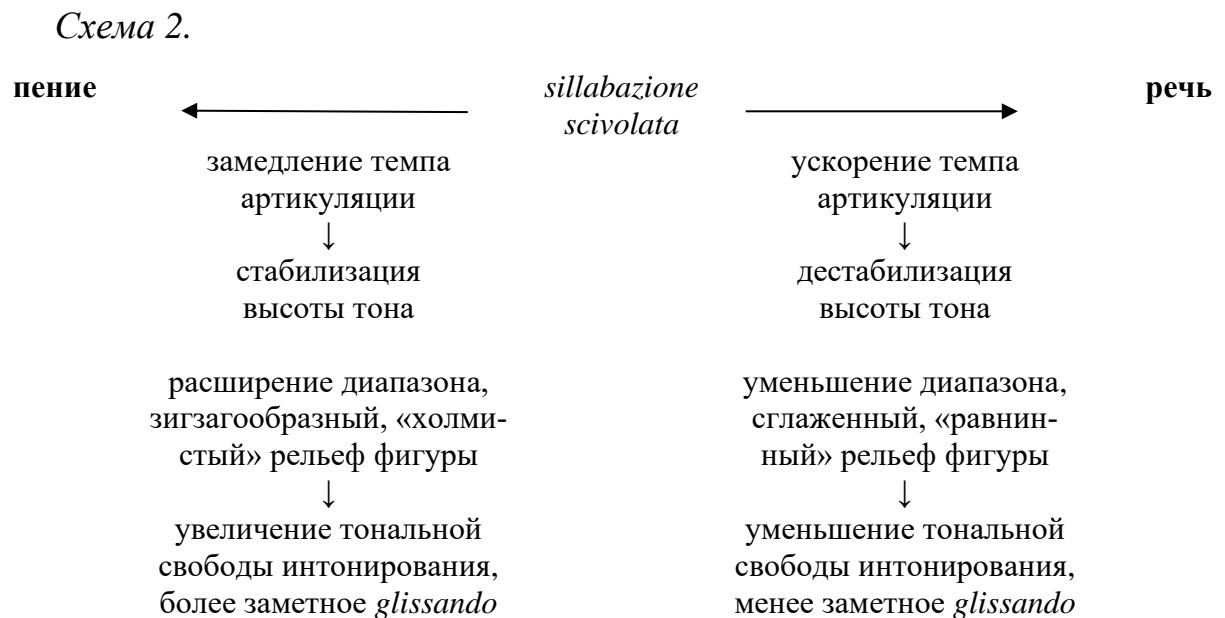 Схема 2.
пение
sillabazione
scivolata
речь
замедление темпа
артикуляции
↓
стабилизация
высоты тона
расширение диапазона,
зигзагообразный, «холми-
стый» рельеф фигуры
↓
увеличение тональной
свободы интонирования,
более заметное glissando
ускорение темпа
артикуляции
↓
дестабилизация
высоты тона
уменьшение диапазона,
сглаженный, «равнин-
ный» рельеф фигуры
↓
уменьшение тональной
свободы интонирования,
менее заметное glissando